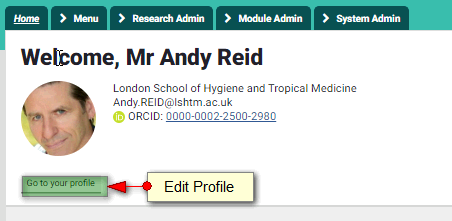 Home > Menu > Research Admin > Module Admin > System Admin
Welcome, Mr Andy Reid
London School of Hygiene and Tropical Medicine
Andy.REID@lshtm.ac.uk
iD ORCID: 0000-0002-2500-2980
Go to your profile
Edit Profile